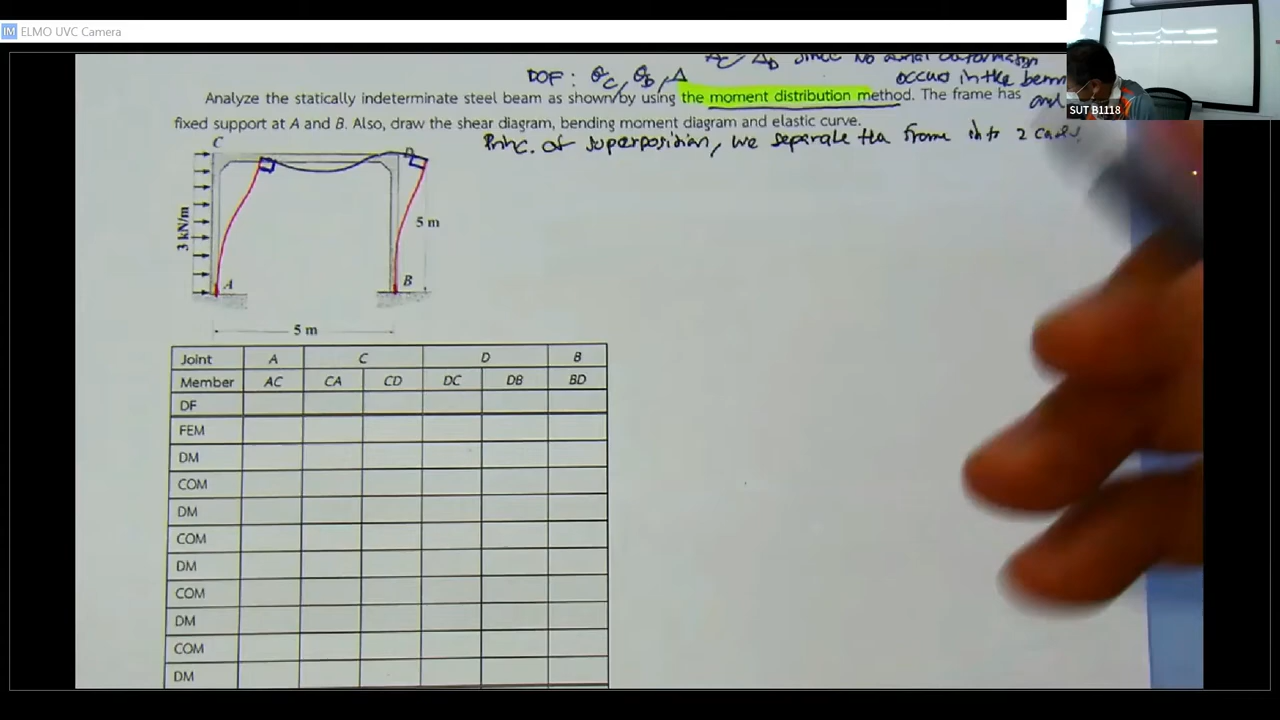 ELMO UVC Camera
SUT B1118
since no axial deformation
DOF : θC, θD, Δ
occurs in the beam
and
Analyze the statically indeterminate steel beam as shown by using the moment distribution method. The frame has
fixed support at A and B. Also, draw the shear diagram, bending moment diagram and elastic curve.
Princ. of superposition, we separate the frame into 2 cases.
C
D
3 kN/m
5 m
A
B
5 m
Joint A C D B
Member AC CA CD DC DB BD
DF
FEM
DM
COM
DM
COM
DM
COM
DM
COM
DM